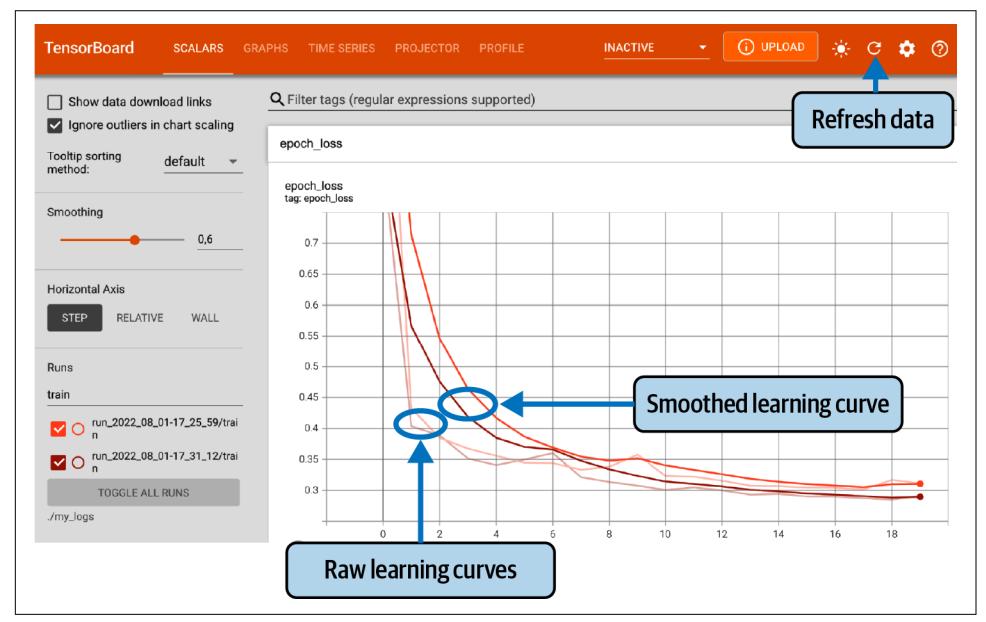 TensorBoard SCALARS GRAPHS TIME SERIES PROJECTOR PROFILE INACTIVE UPLOAD
Show data download links
Ignore outliers in chart scaling
Tooltip sorting
method:
default
Smoothing
0,6
Horizontal Axis
STEP RELATIVE WALL
Runs
train
run_2022_08_01-17_25_59/trai
n
run_2022_08_01-17_31_12/trai
n
TOGGLE ALL RUNS
./my_logs
Filter tags (regular expressions supported)
Refresh data
epoch_loss
epoch_loss
tag: epoch_loss
0.7
0.65
0.6
0.55
0.5
0.45
0.4
0.35
0.3
0 2 4 6 8 10 12 14 16 18
Smoothed learning curve
Raw learning curves